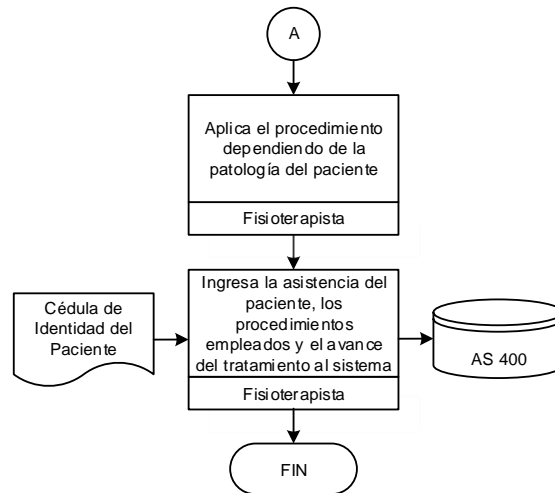 A
Aplica el procedimiento
dependiendo de la
patología del paciente
Fisioterapista
Cédula de
Identidad del
Paciente
Ingresa la asistencia del
paciente, los
procedimientos
empleados y el avance
del tratamiento al sistema
Fisioterapista
AS 400
FIN